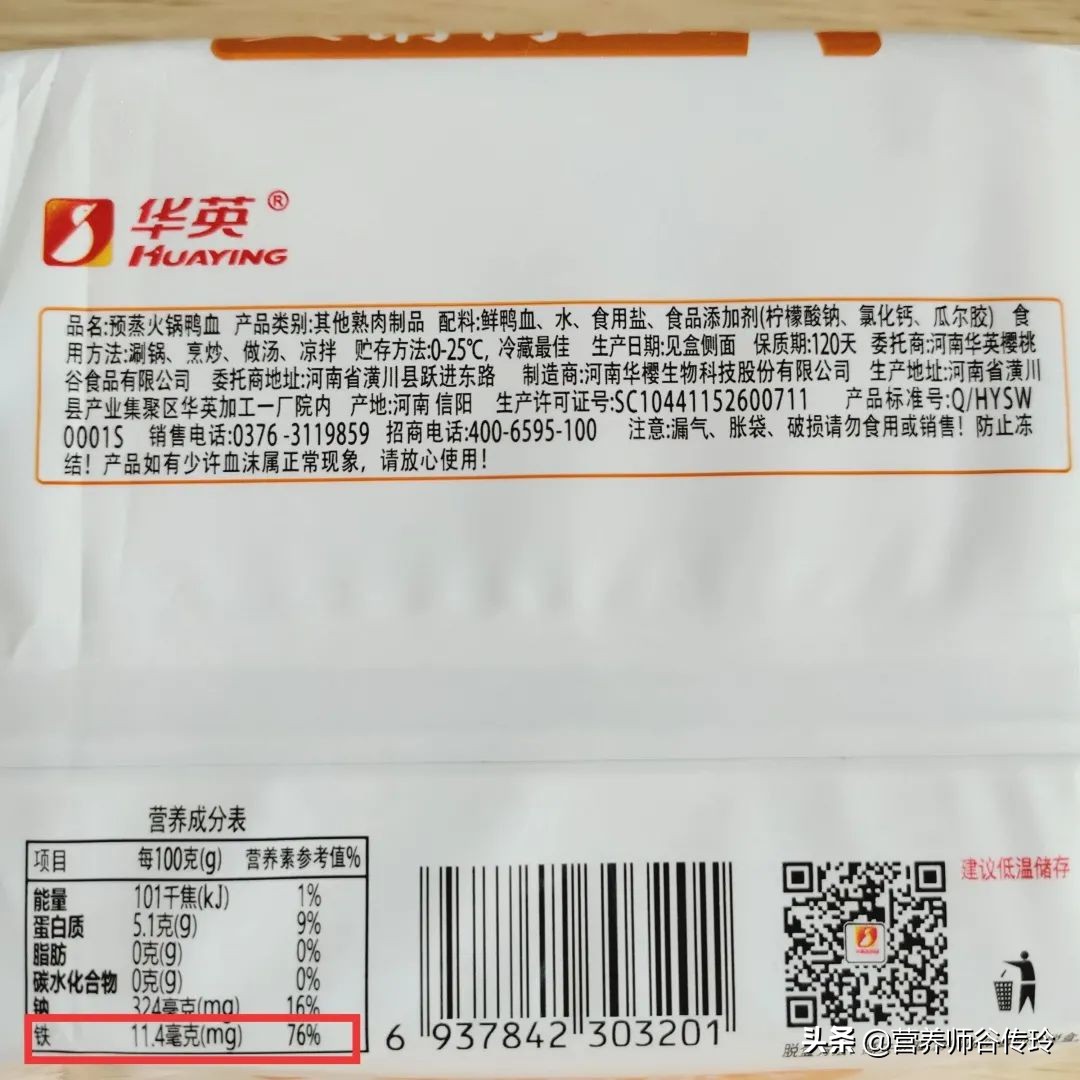 华英®
HUAYING
品名:预蒸火锅鸭血 产品类别:其他熟肉制品 配料:鲜鸭血、水、食用盐、食品添加剂(柠檬酸钠、氯化钙、瓜尔胶) 食
用方法:涮锅、烹炒、做汤、凉拌 贮存方法:0-25℃, 冷藏最佳 生产日期:见盒侧面 保质期:120天 委托商:河南华英樱桃
谷食品有限公司 委托商地址:河南省潢川县跃进东路 制造商:河南华樱生物科技股份有限公司 生产地址:河南省潢川
县产业集聚区华英加工一厂院内 产地:河南 信阳 生产许可证号:SC10441152600711 产品标准号:Q/HYSW
0001S 销售电话:0376-3119859 招商电话:400-6595-100 注意:漏气、胀袋、破损请勿食用或销售! 防止冻
结! 产品如有少许血沫属正常现象, 请放心使用!
营养成分表
项目 每100克(g) 营养素参考值%
能量 101千焦(kJ) 1%
蛋白质 5.1克(g) 9%
脂肪 0克(g) 0%
碳水化合物 0克(g) 0%
钠 324毫克(mg) 16%
铁 11.4毫克(mg) 76%
6 937842 303201
建议低温储存
头条 @营养师谷传玲